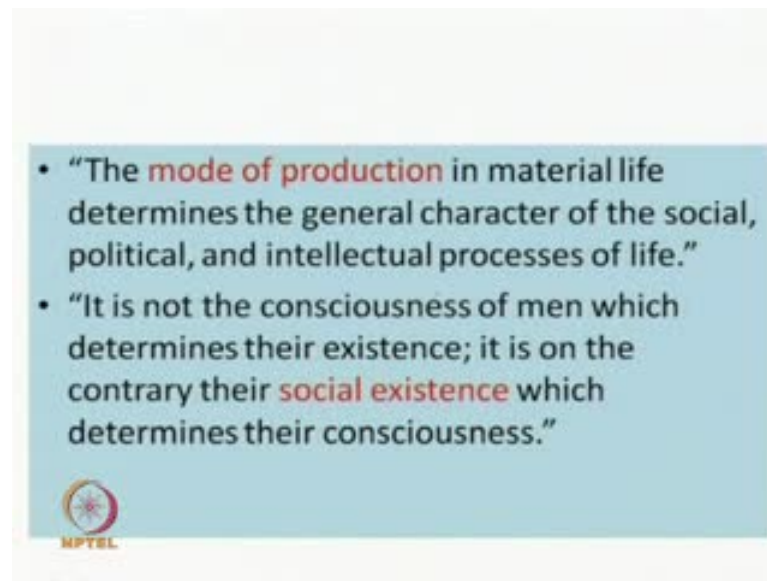 • “The mode of production in material life
determines the general character of the social,
political, and intellectual processes of life.”
• “It is not the consciousness of men which
determines their existence; it is on the
contrary their social existence which
determines their consciousness.”
NPTEL